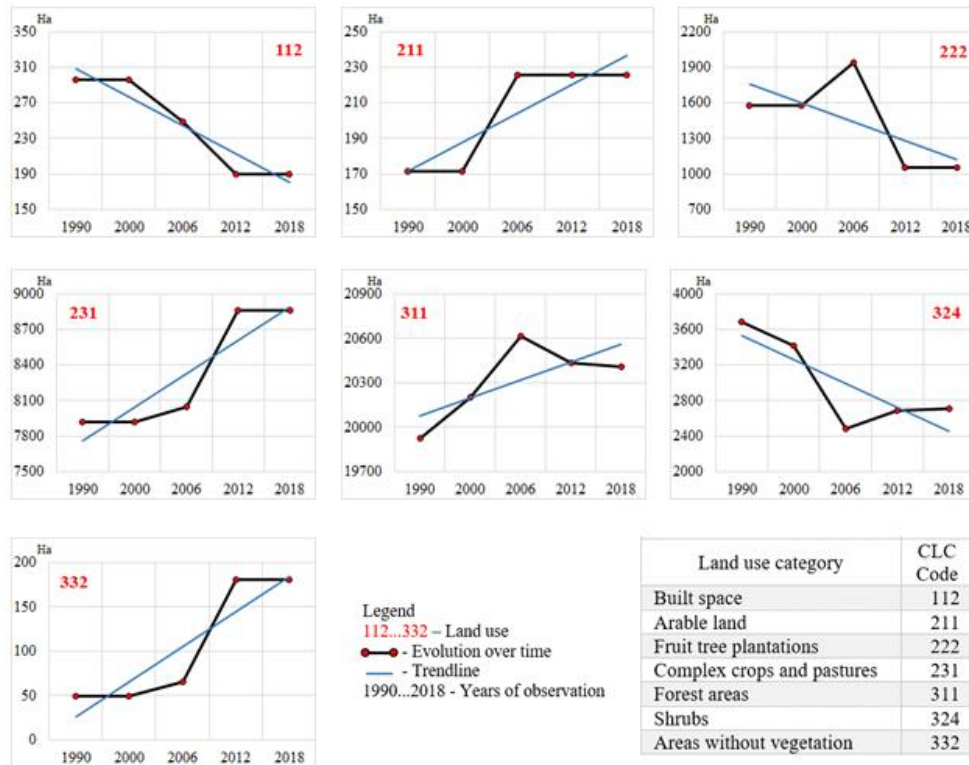 Ha
350
310
270
230
190
150
112
1990 2000 2006 2012 2018
Ha
250
230
210
190
170
150
211
1990 2000 2006 2012 2018
Ha
2200
1900
1600
1300
1000
700
222
1990 2000 2006 2012 2018
Ha
9000
8700
8400
8100
7800
7500
231
1990 2000 2006 2012 2018
Ha
20900
20600
20300
20000
19700
311
1990 2000 2006 2012 2018
Ha
4000
3600
3200
2800
2400
2000
324
1990 2000 2006 2012 2018
Ha
200
150
100
50
0
332
1990 2000 2006 2012 2018
Legend
112...332 – Land use
- Evolution over time
- Trendline
1990...2018 - Years of observation
Land use category CLC Code
Built space 112
Arable land 211
Fruit tree plantations 222
Complex crops and pastures 231
Forest areas 311
Shrubs 324
Areas without vegetation 332